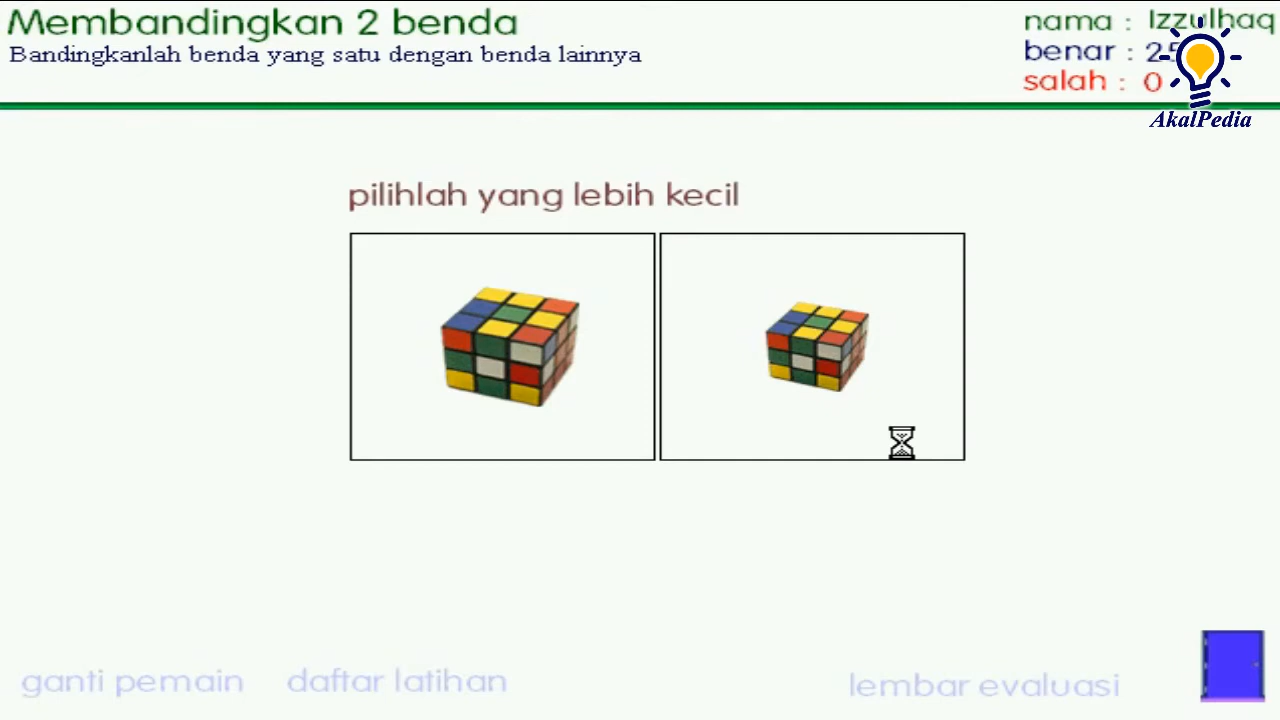 Membandingkan 2 benda
Bandingkanlah benda yang satu dengan benda lainnya
nama : Izzulhaq
benar :
salah : 0
AkalPedia
pilihlah yang lebih kecil
ganti pemain
daftar latihan
lembar evaluasi